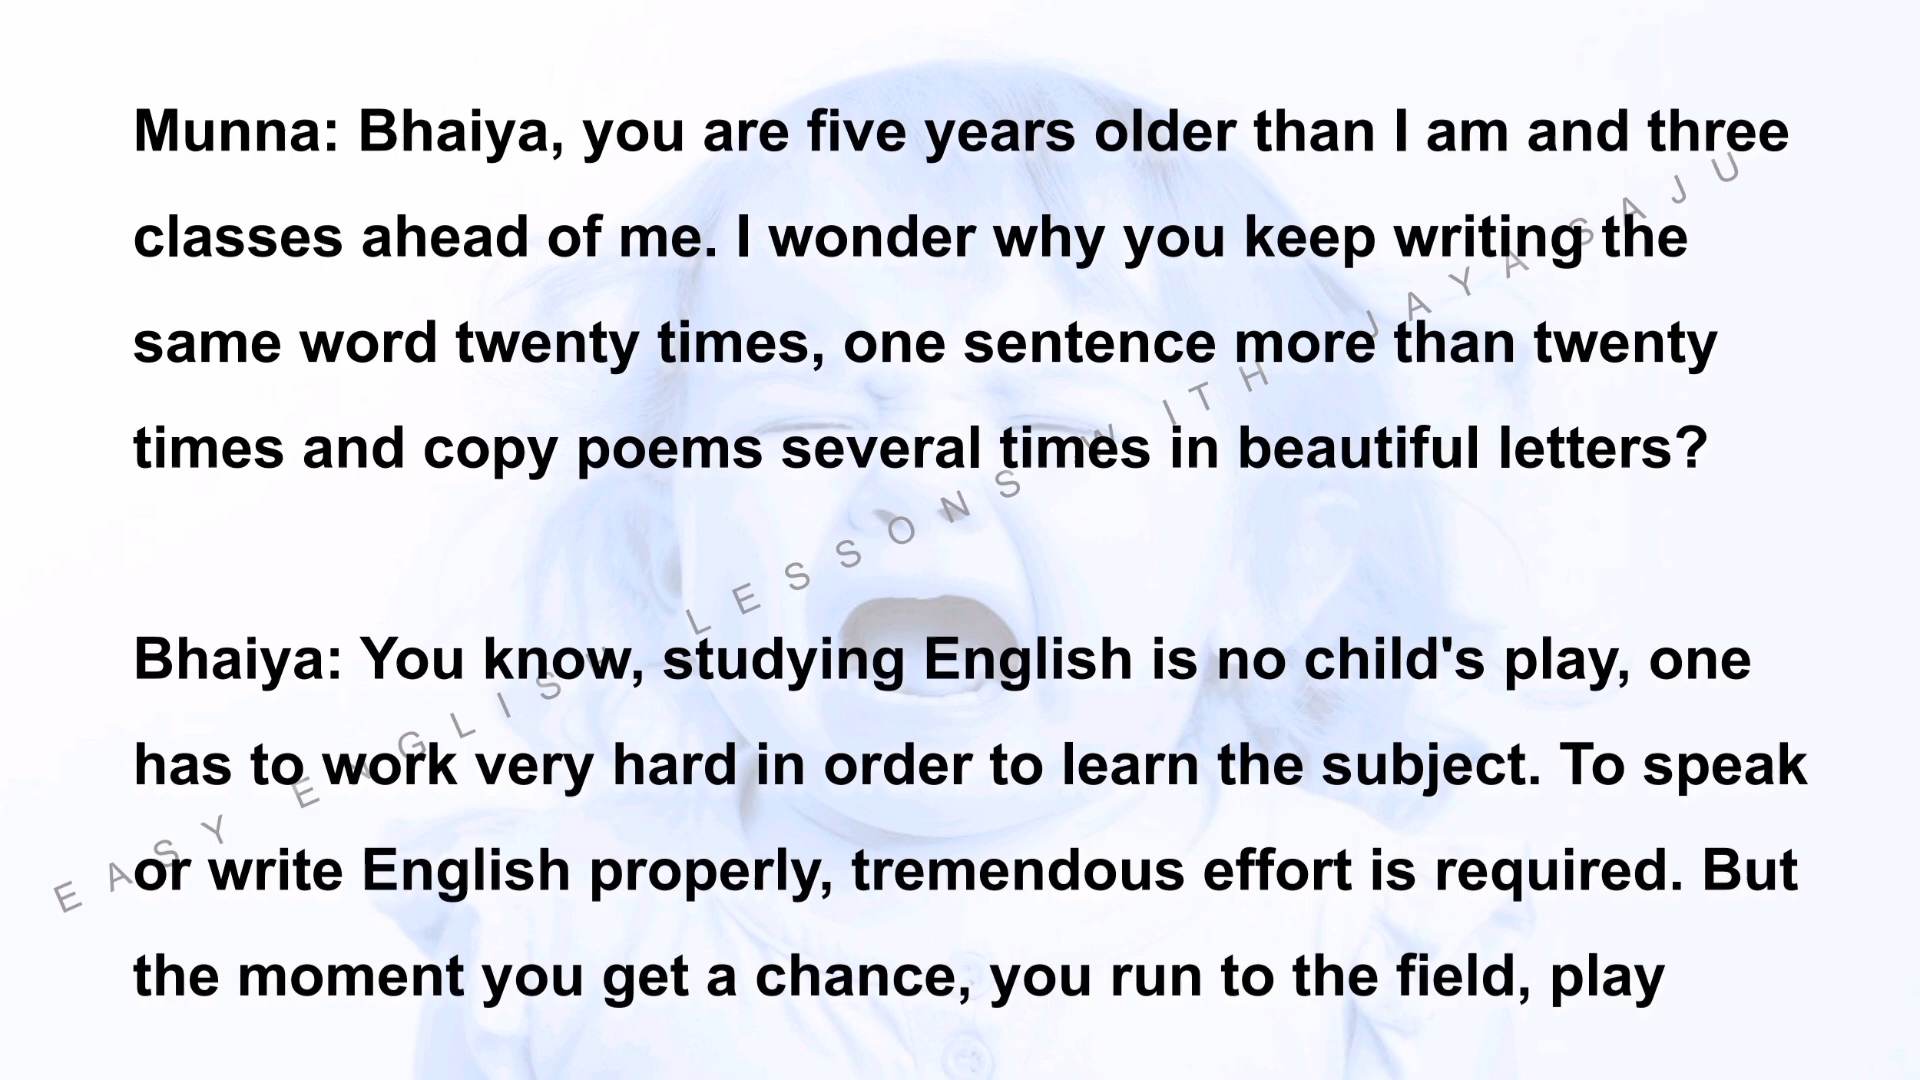 Munna: Bhaiya, you are five years older than I am and three
classes ahead of me. I wonder why you keep writing the
same word twenty times, one sentence more than twenty
times and copy poems several times in beautiful letters?
Bhaiya: You know, studying English is no child's play, one
has to work very hard in order to learn the subject. To speak
or write English properly, tremendous effort is required. But
the moment you get a chance, you run to the field, play
EASY ENGLISH LESSONS WITH JAYA SAJU